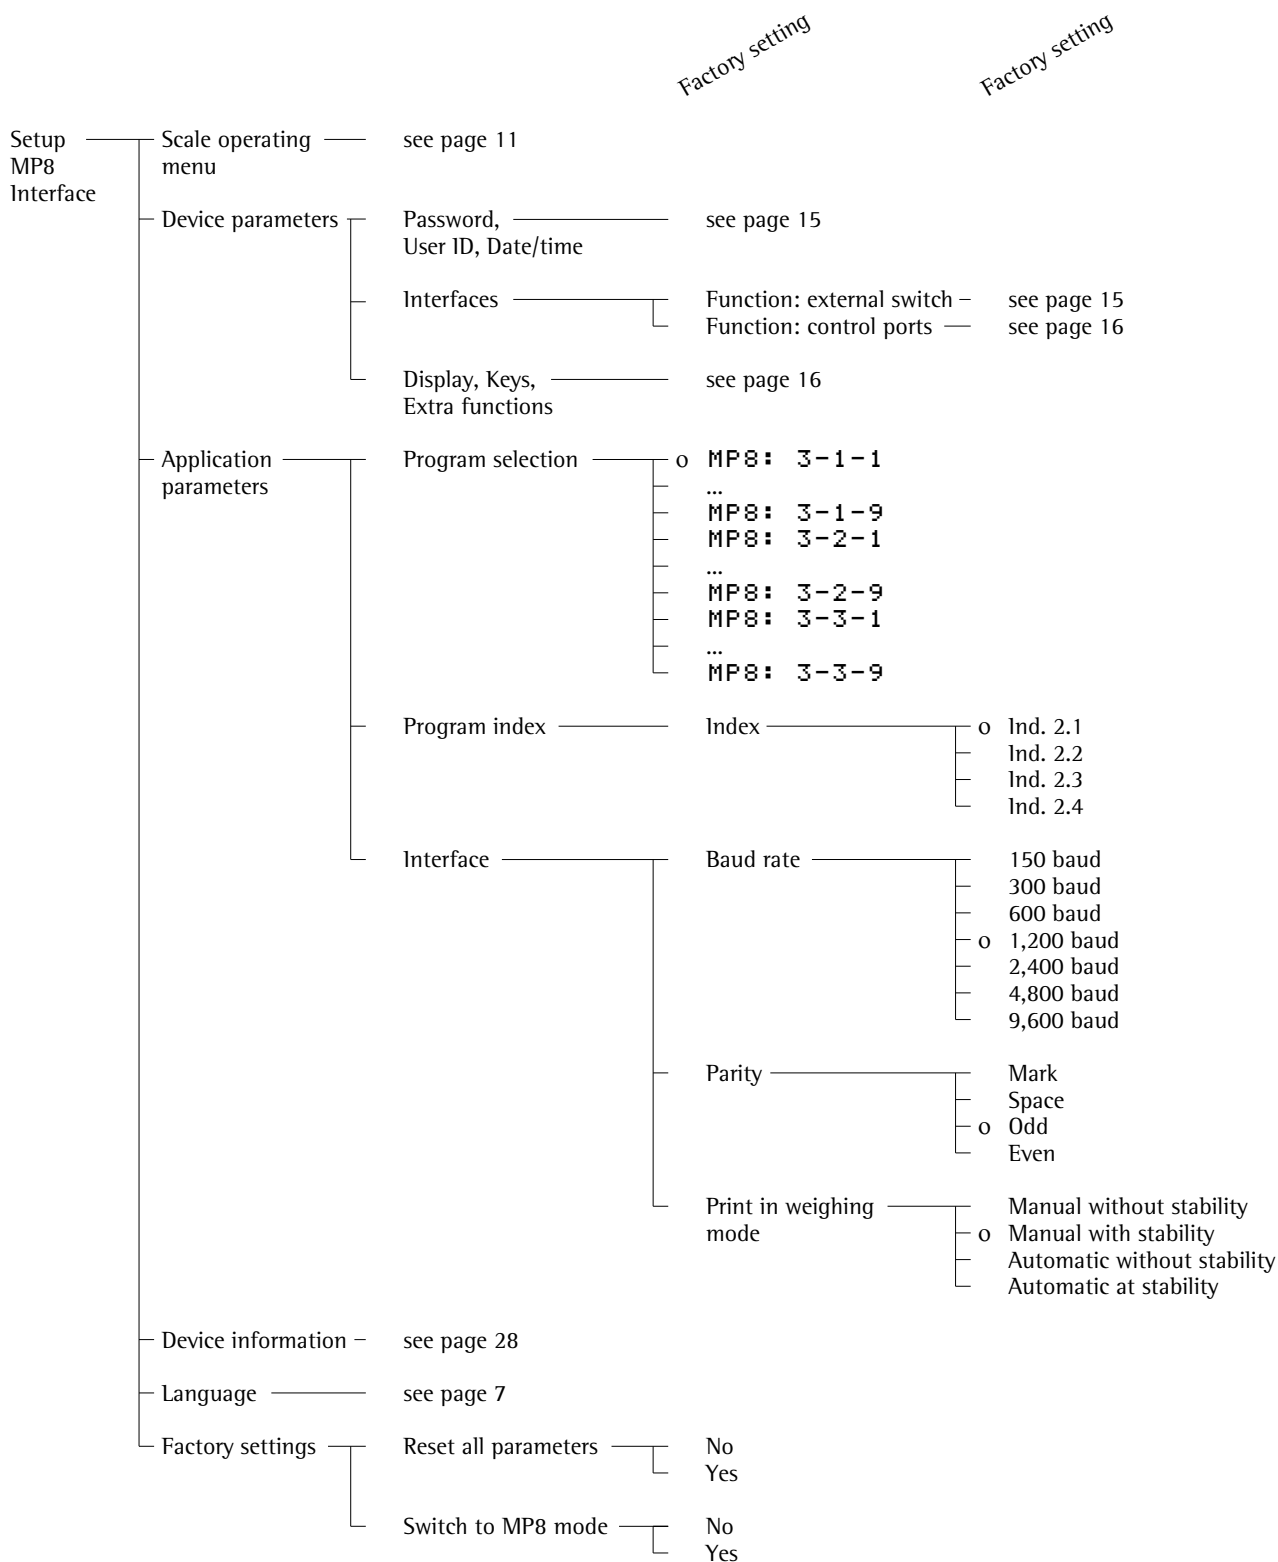 Factory setting Factory setting
Setup Scale operating see page 11
MP8 menu
Interface
Device parameters Password, see page 15
User ID, Date/time
Interfaces Function: external switch see page 15
Function: control ports see page 16
Display, Keys, see page 16
Extra functions
Application Program selection o MP8: 3-1-1
parameters ...
MP8: 3-1-9
MP8: 3-2-1
...
MP8: 3-2-9
MP8: 3-3-1
...
MP8: 3-3-9
Program index Index o Ind. 2.1
Ind. 2.2
Ind. 2.3
Ind. 2.4
Interface Baud rate 150 baud
300 baud
600 baud
o 1,200 baud
2,400 baud
4,800 baud
9,600 baud
Parity Mark
Space
o Odd
Even
Print in weighing Manual without stability
mode o Manual with stability
Automatic without stability
Automatic at stability
Device information see page 28
Language see page 7
Factory settings Reset all parameters No
Yes
Switch to MP8 mode No
Yes